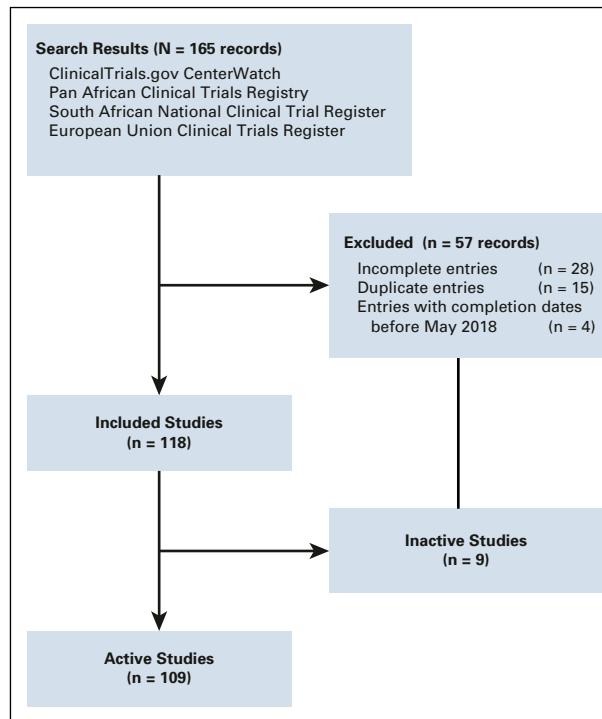 Search Results (N = 165 records)
ClinicalTrials.gov CenterWatch
Pan African Clinical Trials Registry
South African National Clinical Trial Register
European Union Clinical Trials Register
Excluded (n = 57 records)
Incomplete entries (n = 28)
Duplicate entries (n = 15)
Entries with completion dates
before May 2018 (n = 4)
Included Studies
(n = 118)
Inactive Studies
(n = 9)
Active Studies
(n = 109)